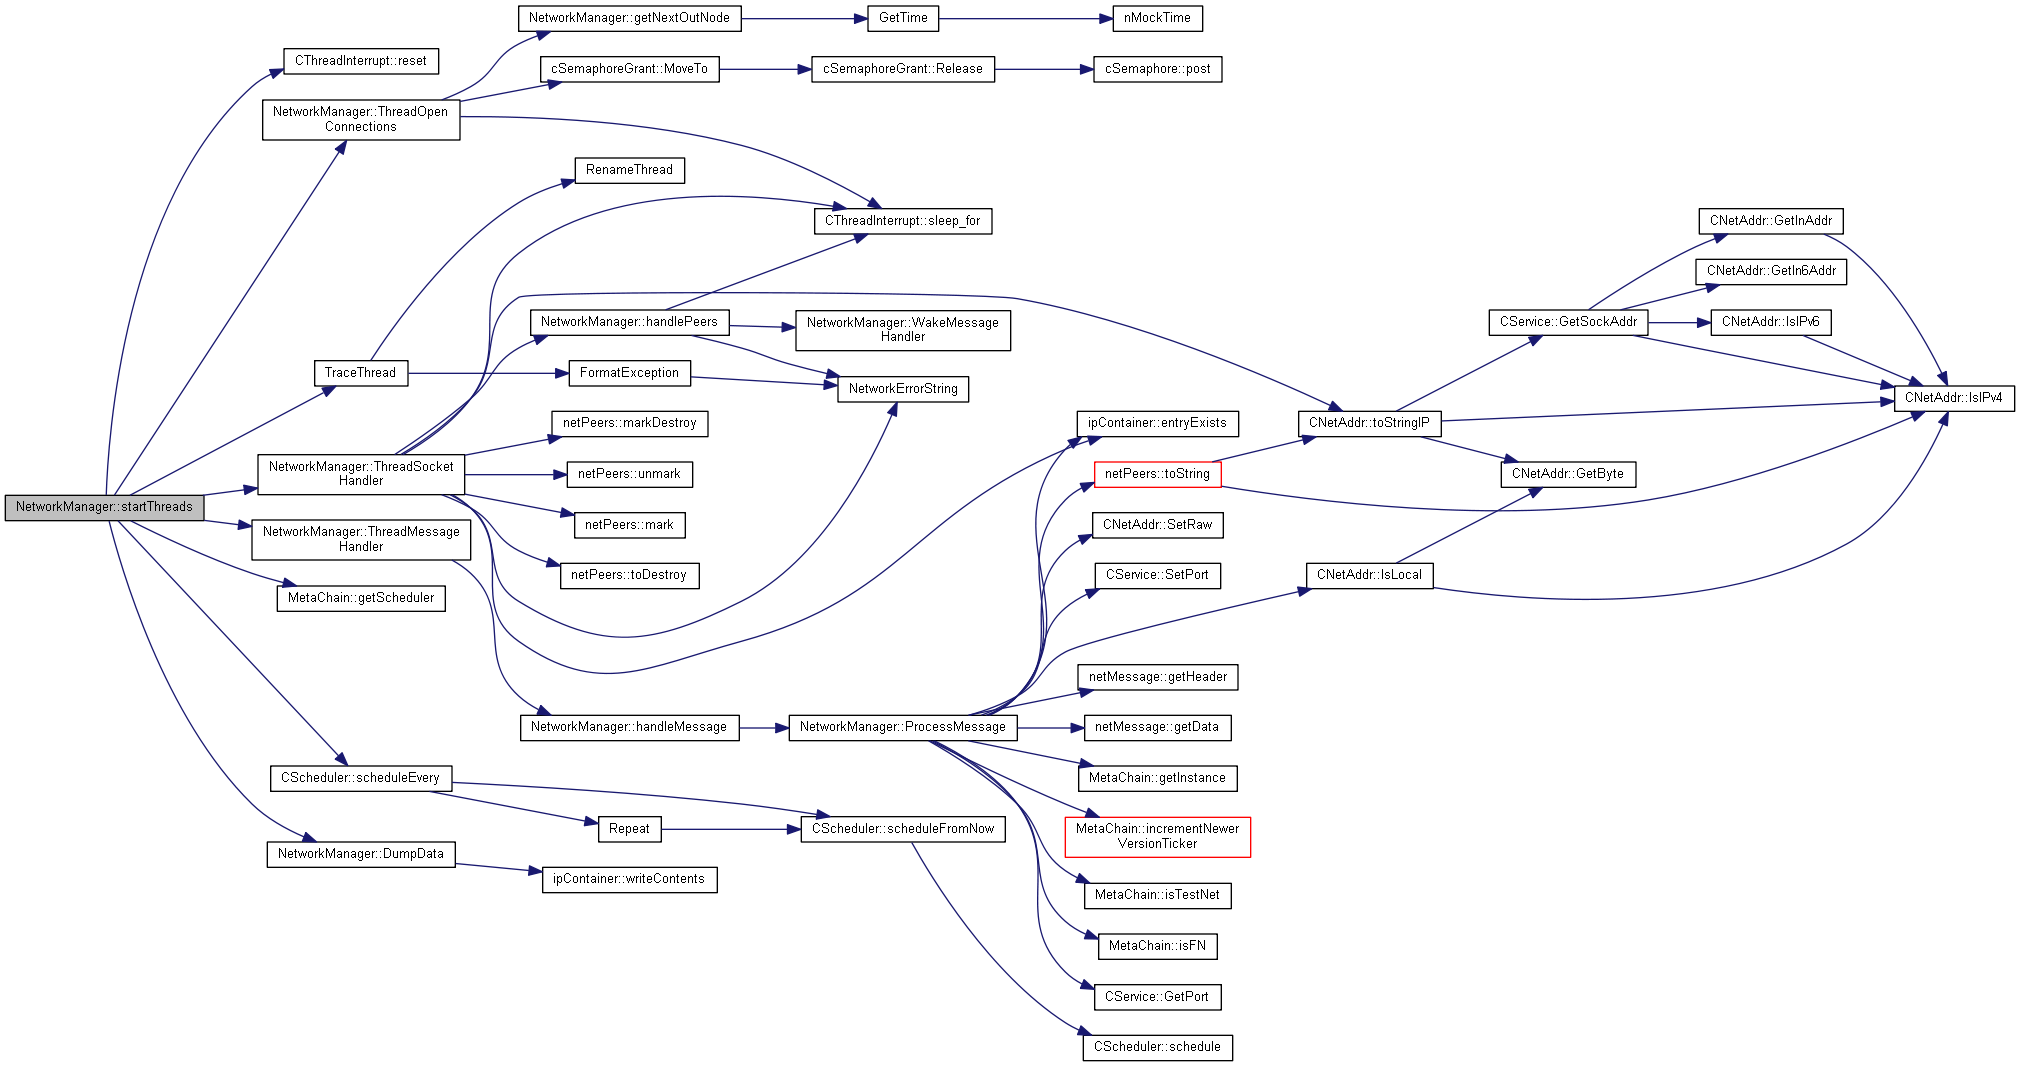 NetworkManager::startThreads
CThreadInterrupt::reset
NetworkManager::ThreadOpen
Connections
TraceThread
NetworkManager::ThreadSocket
Handler
NetworkManager::ThreadMessage
Handler
MetaChain::getScheduler
CScheduler::scheduleEvery
NetworkManager::DumpData
NetworkManager::getNextOutNode
cSemaphoreGrant::MoveTo
RenameThread
NetworkManager::handlePeers
FormatException
netPeers::markDestroy
netPeers::unmark
netPeers::mark
netPeers::toDestroy
NetworkManager::handleMessage
Repeat
ipContainer::writeContents
GetTime
cSemaphoreGrant::Release
CThreadInterrupt::sleep_for
NetworkManager::WakeMessage
Handler
NetworkErrorString
NetworkManager::ProcessMessage
CScheduler::scheduleFromNow
nMockTime
cSemaphore::post
ipContainer::entryExists
netPeers::toString
CNetAddr::SetRaw
CService::SetPort
netMessage::getHeader
netMessage::getData
MetaChain::getInstance
MetaChain::incrementNewer
VersionTicker
MetaChain::isTestNet
MetaChain::isFN
CService::GetPort
CScheduler::schedule
CNetAddr::toStringIP
CNetAddr::IsLocal
CService::GetSockAddr
CNetAddr::GetByte
CNetAddr::GetInAddr
CNetAddr::GetIn6Addr
CNetAddr::IsIPv6
CNetAddr::IsIPv4